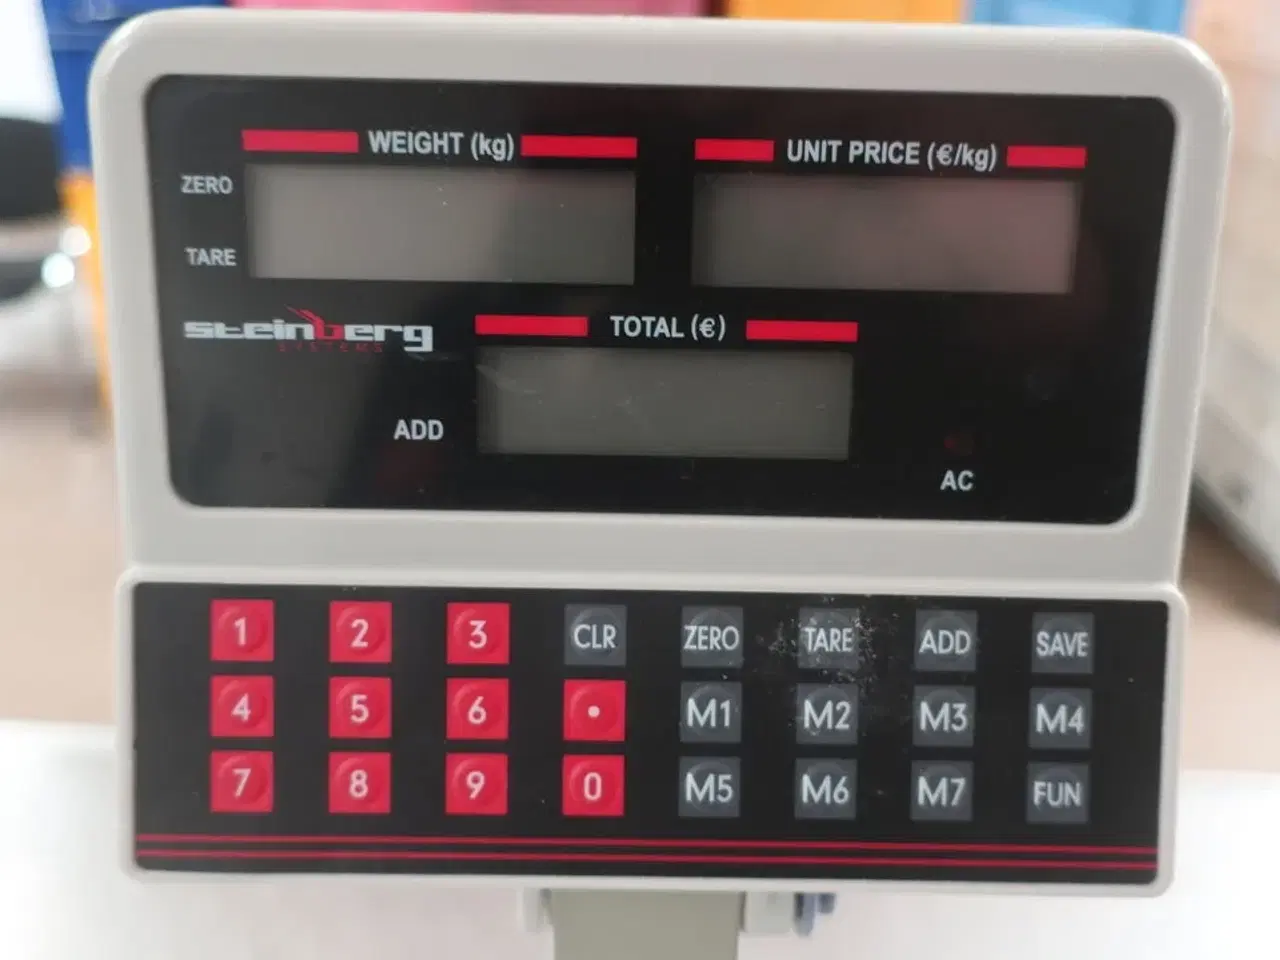 WEIGHT (kg) UNIT PRICE (€/kg)
ZERO
TARE
steinberg
SYSTEMS
TOTAL (€)
ADD
AC
1 2 3 CLR ZERO TARE ADD SAVE
4 5 6 • M1 M2 M3 M4
7 8 9 0 M5 M6 M7 FUN